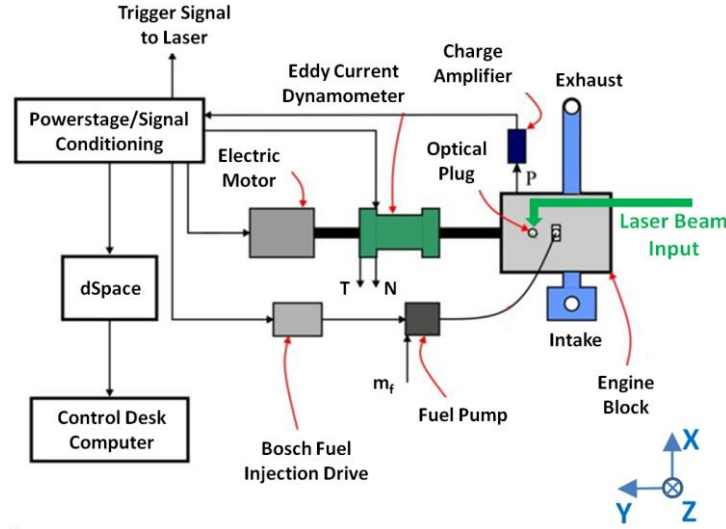 Trigger Signal
to Laser
Eddy Current
Dynamometer
Charge
Amplifier
Exhaust
Powerstage/Signal
Conditioning
Electric
Motor
Optical
Plug
P
Laser Beam
Input
dSpace
T
N
Intake
m_f
Fuel Pump
Engine
Block
Control Desk
Computer
Bosch Fuel
Injection Drive
X
Y
Z